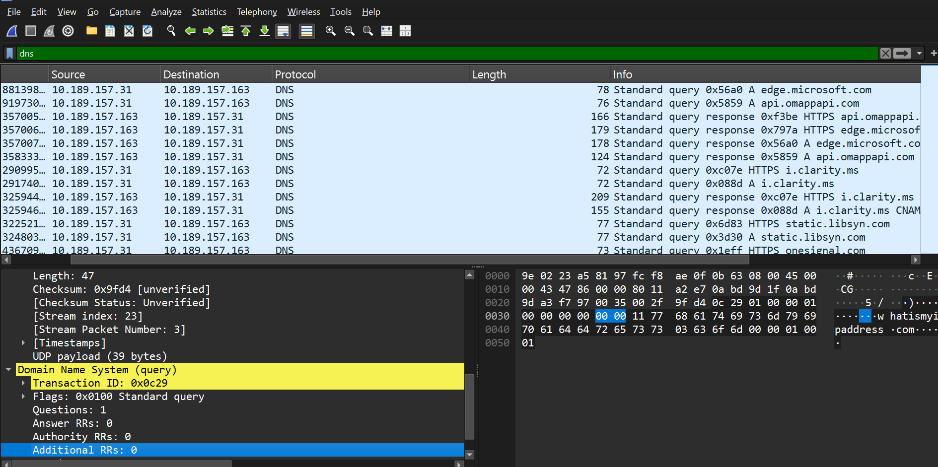 File Edit View Go Capture Analyze Statistics Telephony Wireless Tools Help
dns
Source Destination Protocol Length Info
881398… 10.189.157.31 10.189.157.163 DNS 78 Standard query 0x56a0 A edge.microsoft.com
919730… 10.189.157.31 10.189.157.163 DNS 76 Standard query 0x5859 A api.omappapi.com
357005… 10.189.157.163 10.189.157.31 DNS 166 Standard query response 0xf3be HTTPS api.omappapi.
357006… 10.189.157.163 10.189.157.31 DNS 179 Standard query response 0x797a HTTPS edge.microsof
357007… 10.189.157.163 10.189.157.31 DNS 178 Standard query response 0x56a0 A edge.microsoft.co
358333… 10.189.157.163 10.189.157.31 DNS 124 Standard query response 0x5859 A api.omappapi.com
290995… 10.189.157.31 10.189.157.163 DNS 72 Standard query 0xc07e HTTPS i.clarity.ms
291740… 10.189.157.31 10.189.157.163 DNS 72 Standard query 0x088d A i.clarity.ms
325944… 10.189.157.163 10.189.157.31 DNS 209 Standard query response 0xc07e HTTPS i.clarity.ms
325946… 10.189.157.163 10.189.157.31 DNS 155 Standard query response 0x088d A i.clarity.ms CNAM
322521… 10.189.157.31 10.189.157.163 DNS 77 Standard query 0x6d83 HTTPS static.libsyn.com
324803… 10.189.157.31 10.189.157.163 DNS 77 Standard query 0x3d30 A static.libsyn.com
436709… 10.189.157.31 10.189.157.163 DNS 73 Standard query 0x1eff HTTPS onesignal.com
Length: 47
Checksum: 0x9fd4 [unverified]
[Checksum Status: Unverified]
[Stream index: 23]
[Stream Packet Number: 3]
[Timestamps]
UDP payload (39 bytes)
Domain Name System (query)
Transaction ID: 0x0c29
Flags: 0x0100 Standard query
Questions: 1
Answer RRs: 0
Authority RRs: 0
Additional RRs: 0
0000 9e 02 23 a5 81 97 fc f8 ae 0f 0b 63 08 00 45 00 ··#········c··E·
0010 43 47 86 00 00 80 11 a2 e7 0a bd 9d 1f 0a bd CG
0020 9d a3 f7 97 00 35 00 2f 9f d4 0c 29 01 00 00 01 ·····5·/···)····
0030 00 00 00 00 00 00 11 77 68 61 74 69 73 6d 79 69 ·······whatismyi
0040 70 61 64 64 72 65 73 73 03 63 6f 6d 00 00 01 00 paddress·com····
0050 01 ·